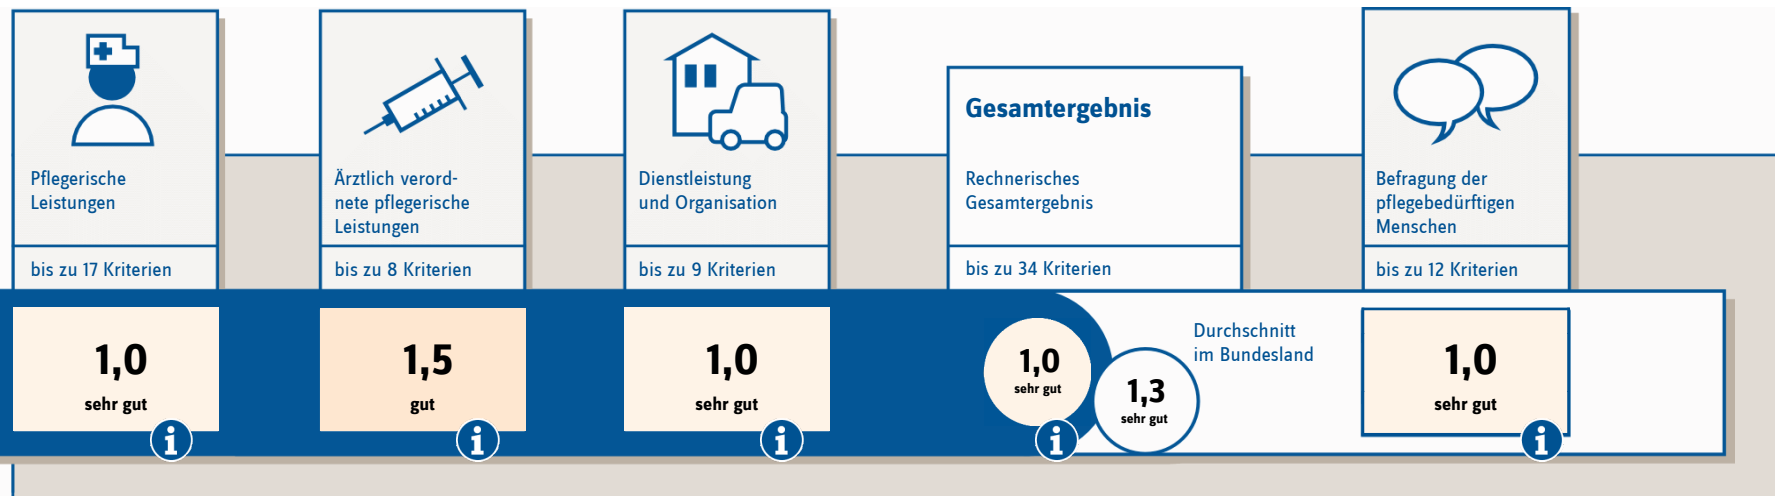 Pflegerische
Leistungen
bis zu 17 Kriterien
1,0
sehr gut
Ärztlich verord-
nete pflegerische
Leistungen
bis zu 8 Kriterien
1,5
gut
Dienstleistung
und Organisation
bis zu 9 Kriterien
1,0
sehr gut
Gesamtergebnis
Rechnerisches
Gesamtergebnis
bis zu 34 Kriterien
1,0
sehr gut
1,3
sehr gut
Durchschnitt
im Bundesland
Befragung der
pflegebedürftigen
Menschen
bis zu 12 Kriterien
1,0
sehr gut